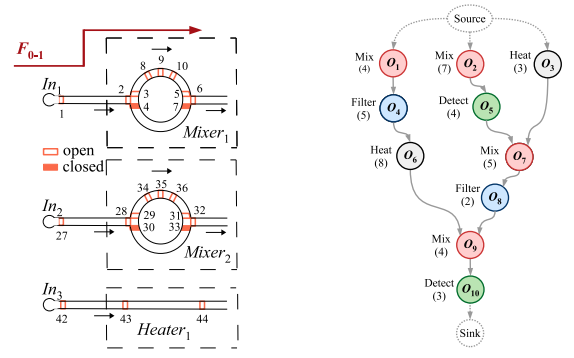 F0-1
In1
1
2
3
4
5
6
7
8
9
10
Mixer1
open
closed
In2
27
28
29
30
31
32
33
34
35
36
Mixer2
In3
42
43
44
Heater1
Source
Mix
(4)
O1
Mix
(7)
O2
Heat
(3)
O3
Filter
(5)
O4
Detect
(4)
O5
Heat
(8)
O6
Mix
(5)
O7
Filter
(2)
O8
Mix
(4)
O9
Detect
(3)
O10
Sink